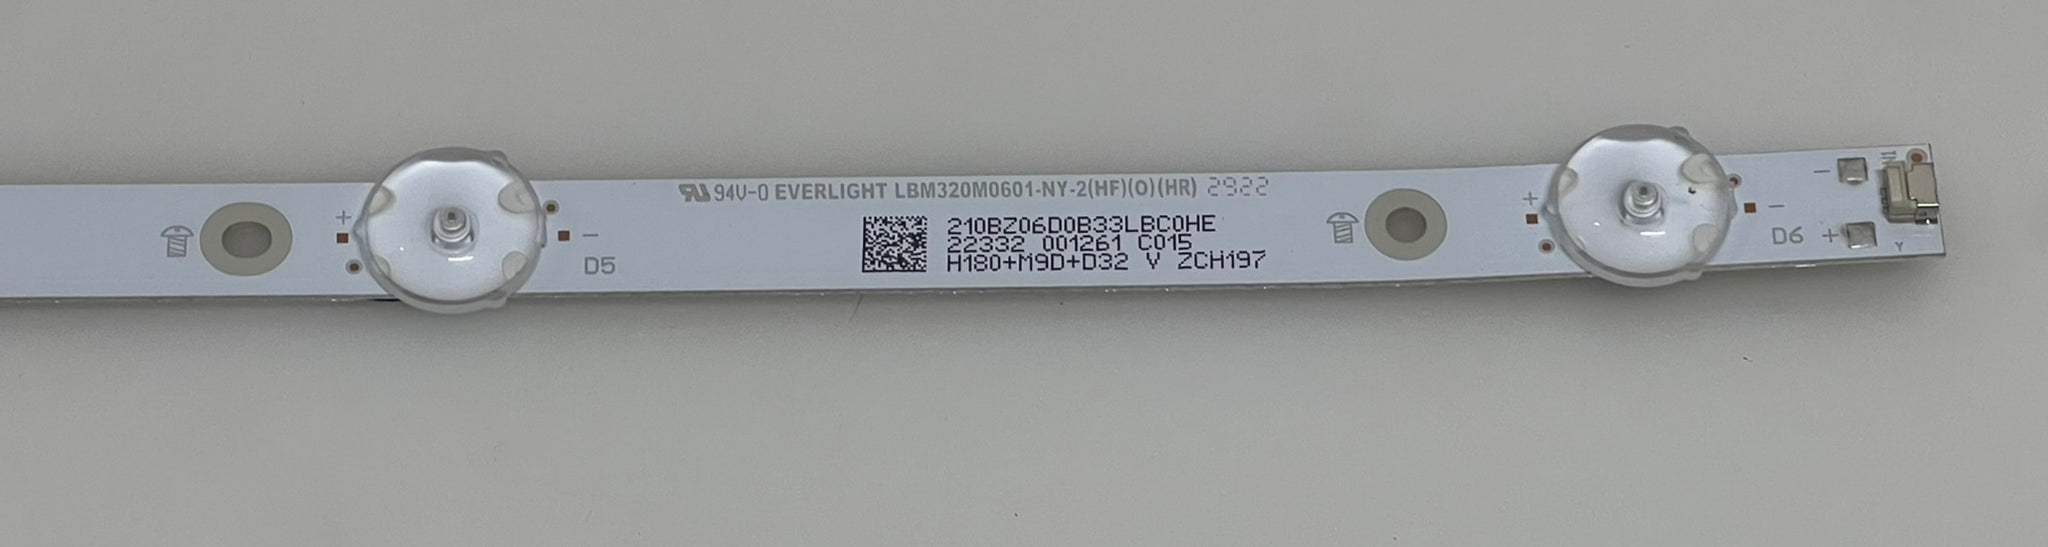 94V-0 EVERLIGHT LBM320M0601-NY-2(HF)(O)(HR) 2922
210BZ06D0B33LBC0HE
22332 001261 C015
H180+M9D+D32 V ZCH197
+ - D5
+ - D6
-
+
N1
Y